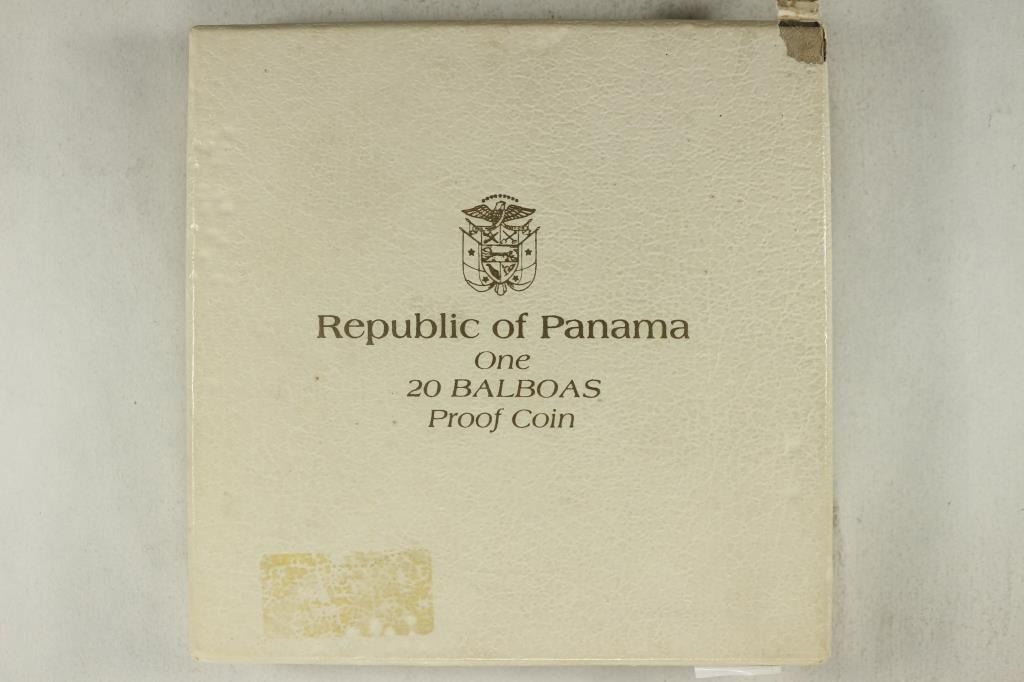 Republic of Panama
One
20 BALBOAS
Proof Coin